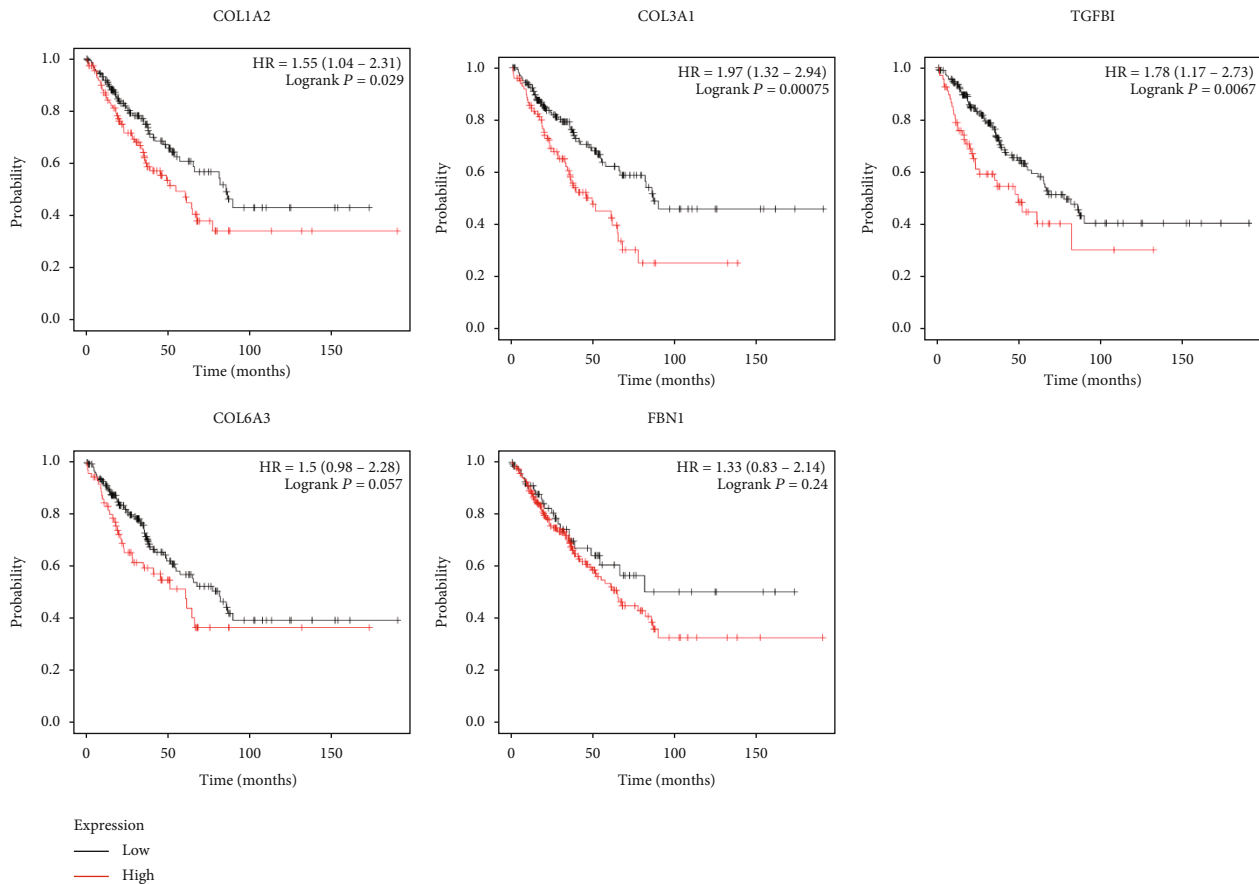 COL1A2
HR = 1.55 (1.04 – 2.31)
Logrank P = 0.029
1.0
0.8
0.6
0.4
0.2
0.0
Probability
0 50 100 150
Time (months)
COL3A1
HR = 1.97 (1.32 – 2.94)
Logrank P = 0.00075
1.0
0.8
0.6
0.4
0.2
0.0
Probability
0 50 100 150
Time (months)
TGFBI
HR = 1.78 (1.17 – 2.73)
Logrank P = 0.0067
1.0
0.8
0.6
0.4
0.2
0.0
Probability
0 50 100 150
Time (months)
COL6A3
HR = 1.5 (0.98 – 2.28)
Logrank P = 0.057
1.0
0.8
0.6
0.4
0.2
0.0
Probability
0 50 100 150
Time (months)
FBN1
HR = 1.33 (0.83 – 2.14)
Logrank P = 0.24
1.0
0.8
0.6
0.4
0.2
0.0
Probability
0 50 100 150
Time (months)
Expression
Low
High